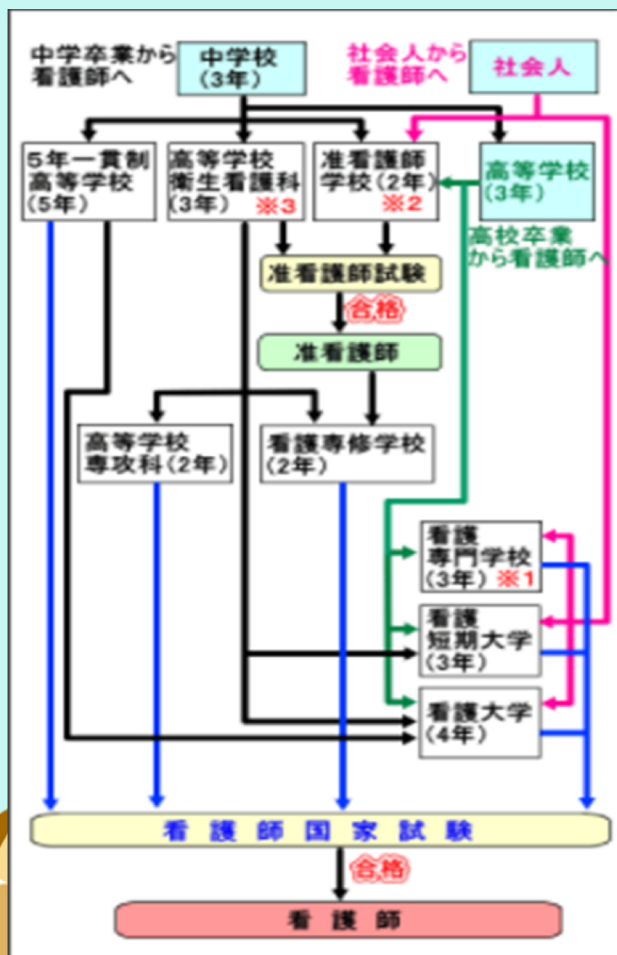 中学卒業から
看護師へ
中学校
(3年)
社会人から
看護師へ
社会人
5年一貫制
高等学校
(5年)
高等学校
衛生看護科
(3年) ※3
准看護師
学校(2年)
※2
高等学校
(3年)
高校卒業
から看護師へ
准看護師試験
合格
准看護師
高等学校
専攻科(2年)
看護専修学校
(2年)
看護
専門学校
(3年) ※1
看護
短期大学
(3年)
看護大学
(4年)
看護師国家試験
合格
看護師